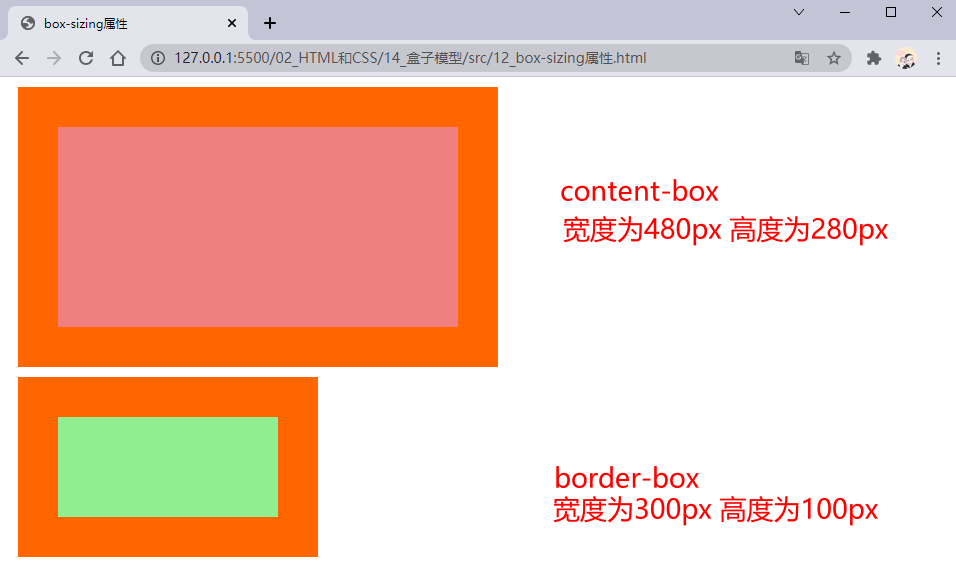 box-sizing属性
127.0.0.1:5500/02_HTML和CSS/14_盒子模型/src/12_box-sizing属性.html
content-box
宽度为480px 高度为280px
border-box
宽度为300px 高度为100px